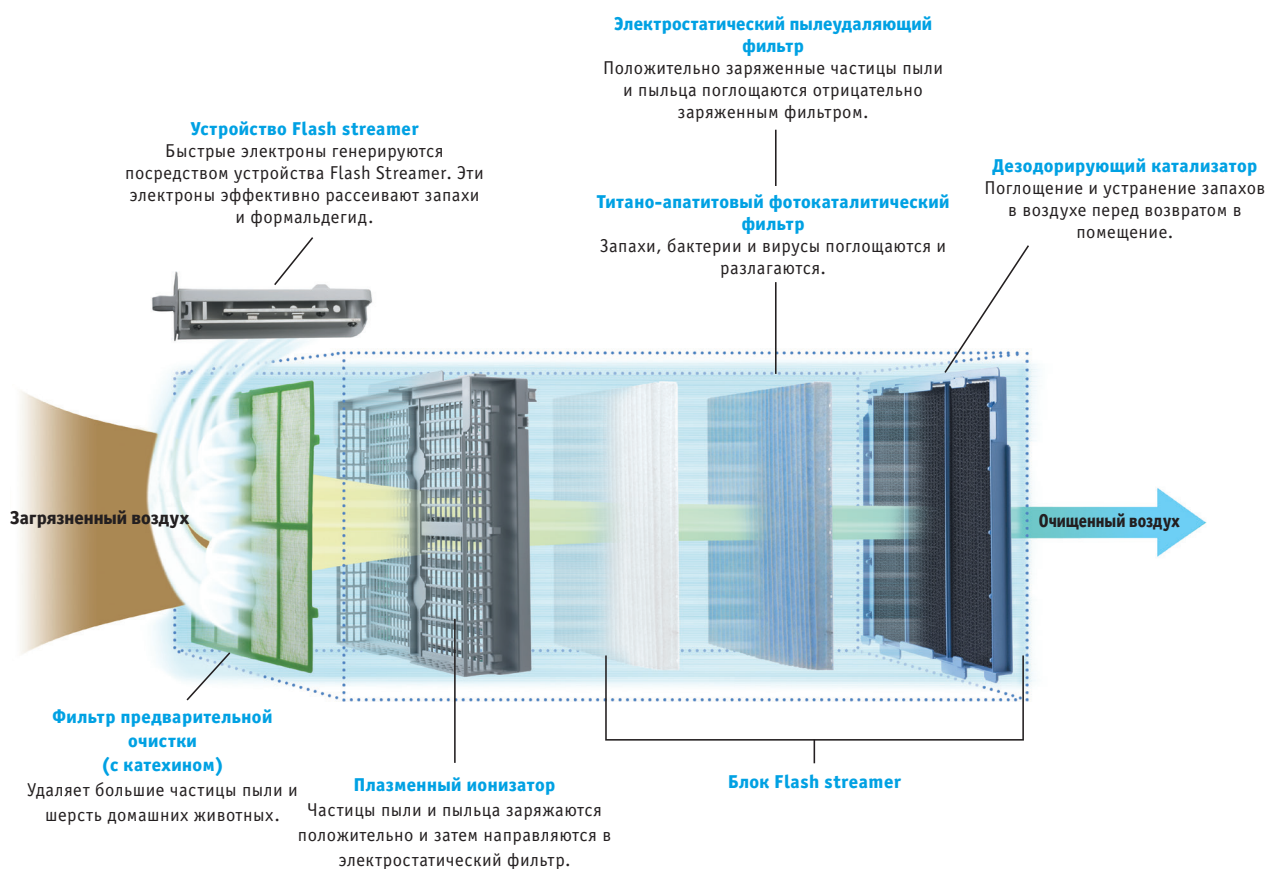 Электростатический пылеудаляющий
фильтр
Положительно заряженные частицы пыли
и пыльца поглощаются отрицательно
заряженным фильтром.
Устройство Flash streamer
Быстрые электроны генерируются
посредством устройства Flash Streamer. Эти
электроны эффективно рассеивают запахи
и формальдегид.
Дезодорирующий катализатор
Поглощение и устранение запахов
в воздухе перед возвратом в
помещение.
Титано-апатитовый фотокаталитический
фильтр
Запахи, бактерии и вирусы поглощаются и
разлагаются.
Загрязненный воздух
Очищенный воздух
Фильтр предварительной
очистки
(с катехином)
Удаляет большие частицы пыли и
шерсть домашних животных.
Плазменный ионизатор
Частицы пыли и пыльца заряжаются
положительно и затем направляются в
электростатический фильтр.
Блок Flash streamer